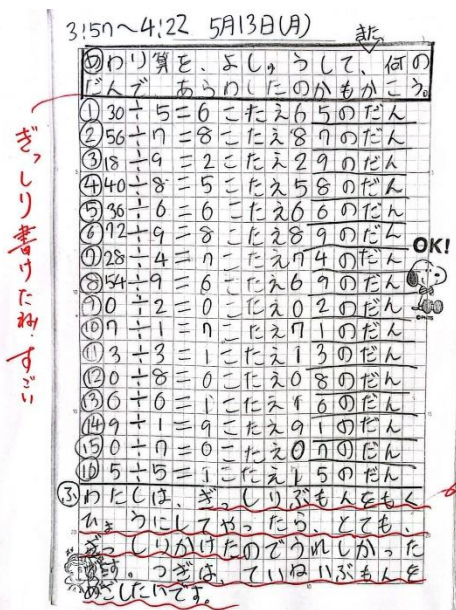 3:57~4:22 5月13日(月)
また、
めわり算を、よしゅうして、何の
だんで、あらわしたのかもかこう。
①30÷5=6こたえ6 5のだん
②56÷7=8こたえ8 7のだん
③18÷9=2こたえ2 9のだん
④40÷8=5こたえ5 8のだん
⑤36÷6=6こたえ6 6のだん
⑥72÷9=8こたえ8 9のだん
⑦28÷4=7こたえ7 4のだん
⑧54÷9=6こたえ6 9のだん
⑨0÷2=0こたえ0 2のだん
⑩7÷1=7こたえ7 1のだん
⑪3÷3=1こたえ1 3のだん
⑫0÷8=0こたえ0 8のだん
⑬6÷6=1こたえ1 6のだん
⑭9÷1=9こたえ9 1のだん
⑮0÷7=0こたえ0 7のだん
⑯5÷5=1こたえ1 5のだん
OK!
ふわたしは、ぎっしりぶもんをもく
ひょうにしてやったら、とても、
ぎっしりかけたのでうれしかった
です。つぎは、ていねいぶもんを
めざしたいです。
ぎっしり書けたね!すごい